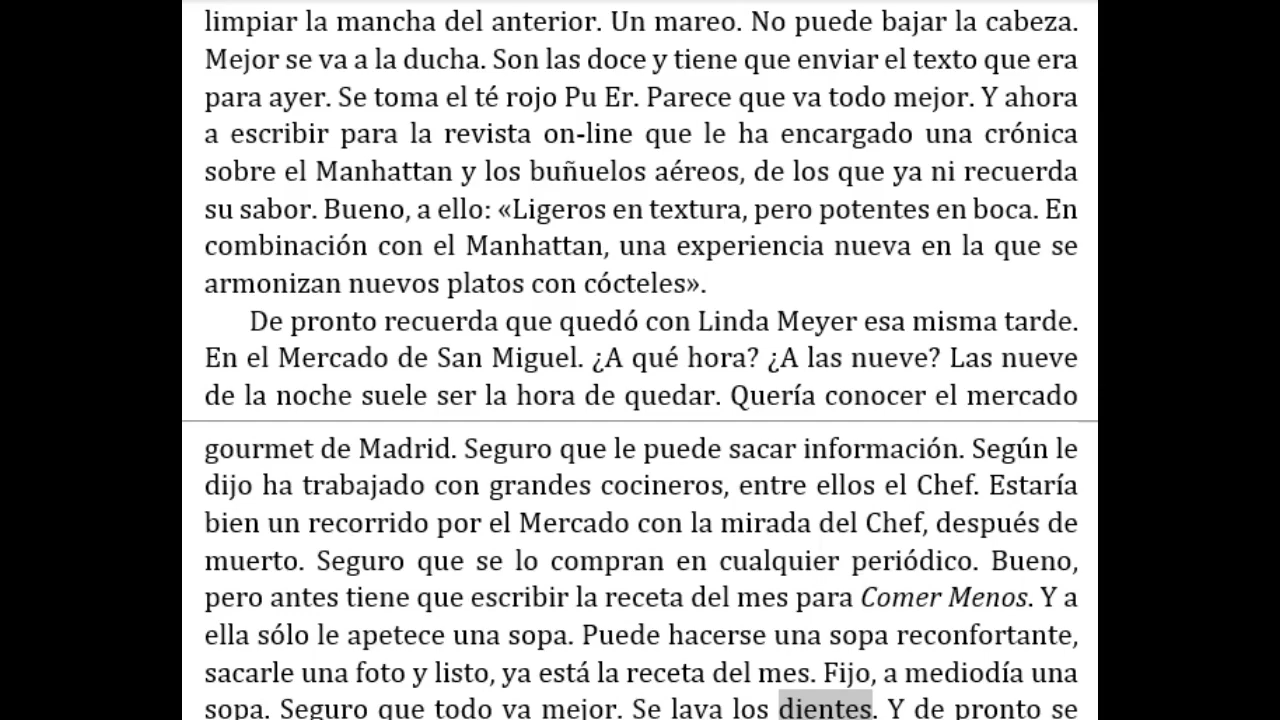 limpiar la mancha del anterior. Un mareo. No puede bajar la cabeza.
Mejor se va a la ducha. Son las doce y tiene que enviar el texto que era
para ayer. Se toma el té rojo Pu Er. Parece que va todo mejor. Y ahora
a escribir para la revista on-line que le ha encargado una crónica
sobre el Manhattan y los buñuelos aéreos, de los que ya ni recuerda
su sabor. Bueno, a ello: «Ligeros en textura, pero potentes en boca. En
combinación con el Manhattan, una experiencia nueva en la que se
armonizan nuevos platos con cócteles».
De pronto recuerda que quedó con Linda Meyer esa misma tarde.
En el Mercado de San Miguel. ¿A qué hora? ¿A las nueve? Las nueve
de la noche suele ser la hora de quedar. Quería conocer el mercado
gourmet de Madrid. Seguro que le puede sacar información. Según le
dijo ha trabajado con grandes cocineros, entre ellos el Chef. Estaría
bien un recorrido por el Mercado con la mirada del Chef, después de
muerto. Seguro que se lo compran en cualquier periódico. Bueno,
pero antes tiene que escribir la receta del mes para Comer Menos. Y a
ella sólo le apetece una sopa. Puede hacerse una sopa reconfortante,
sacarle una foto y listo, ya está la receta del mes. Fijo, a mediodía una
sopa. Seguro que todo va mejor. Se lava los dientes. Y de pronto se